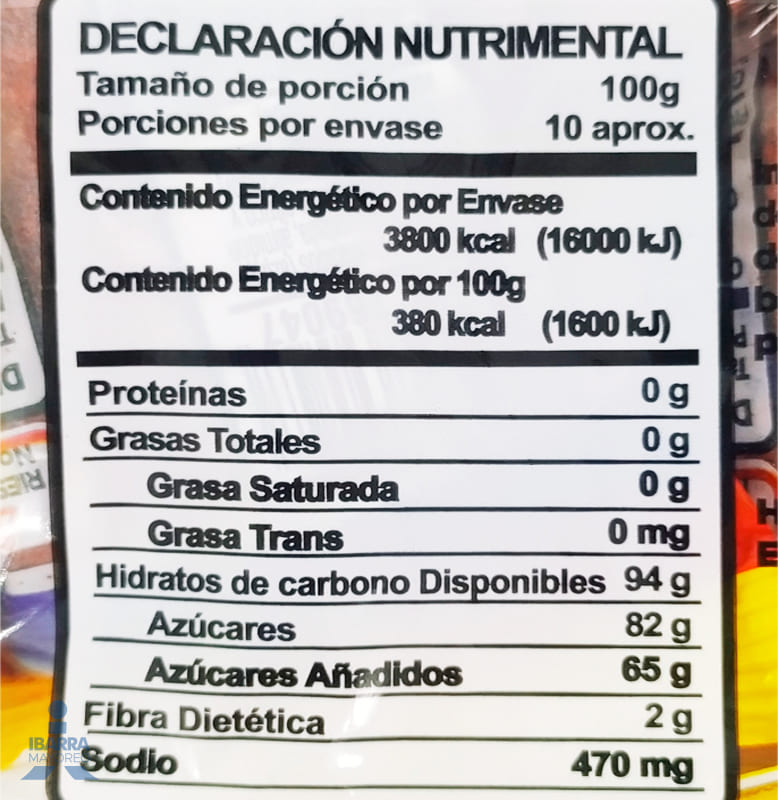 DECLARACIÓN NUTRIMENTAL
Tamaño de porción 100g
Porciones por envase 10 aprox.
Contenido Energético por Envase
3800 kcal (16000 kJ)
Contenido Energético por 100g
380 kcal (1600 kJ)
Proteínas 0 g
Grasas Totales 0 g
Grasa Saturada 0 g
Grasa Trans 0 mg
Hidratos de carbono Disponibles 94 g
Azúcares 82 g
Azúcares Añadidos 65 g
Fibra Dietética 2 g
Sodio 470 mg
IBARRA